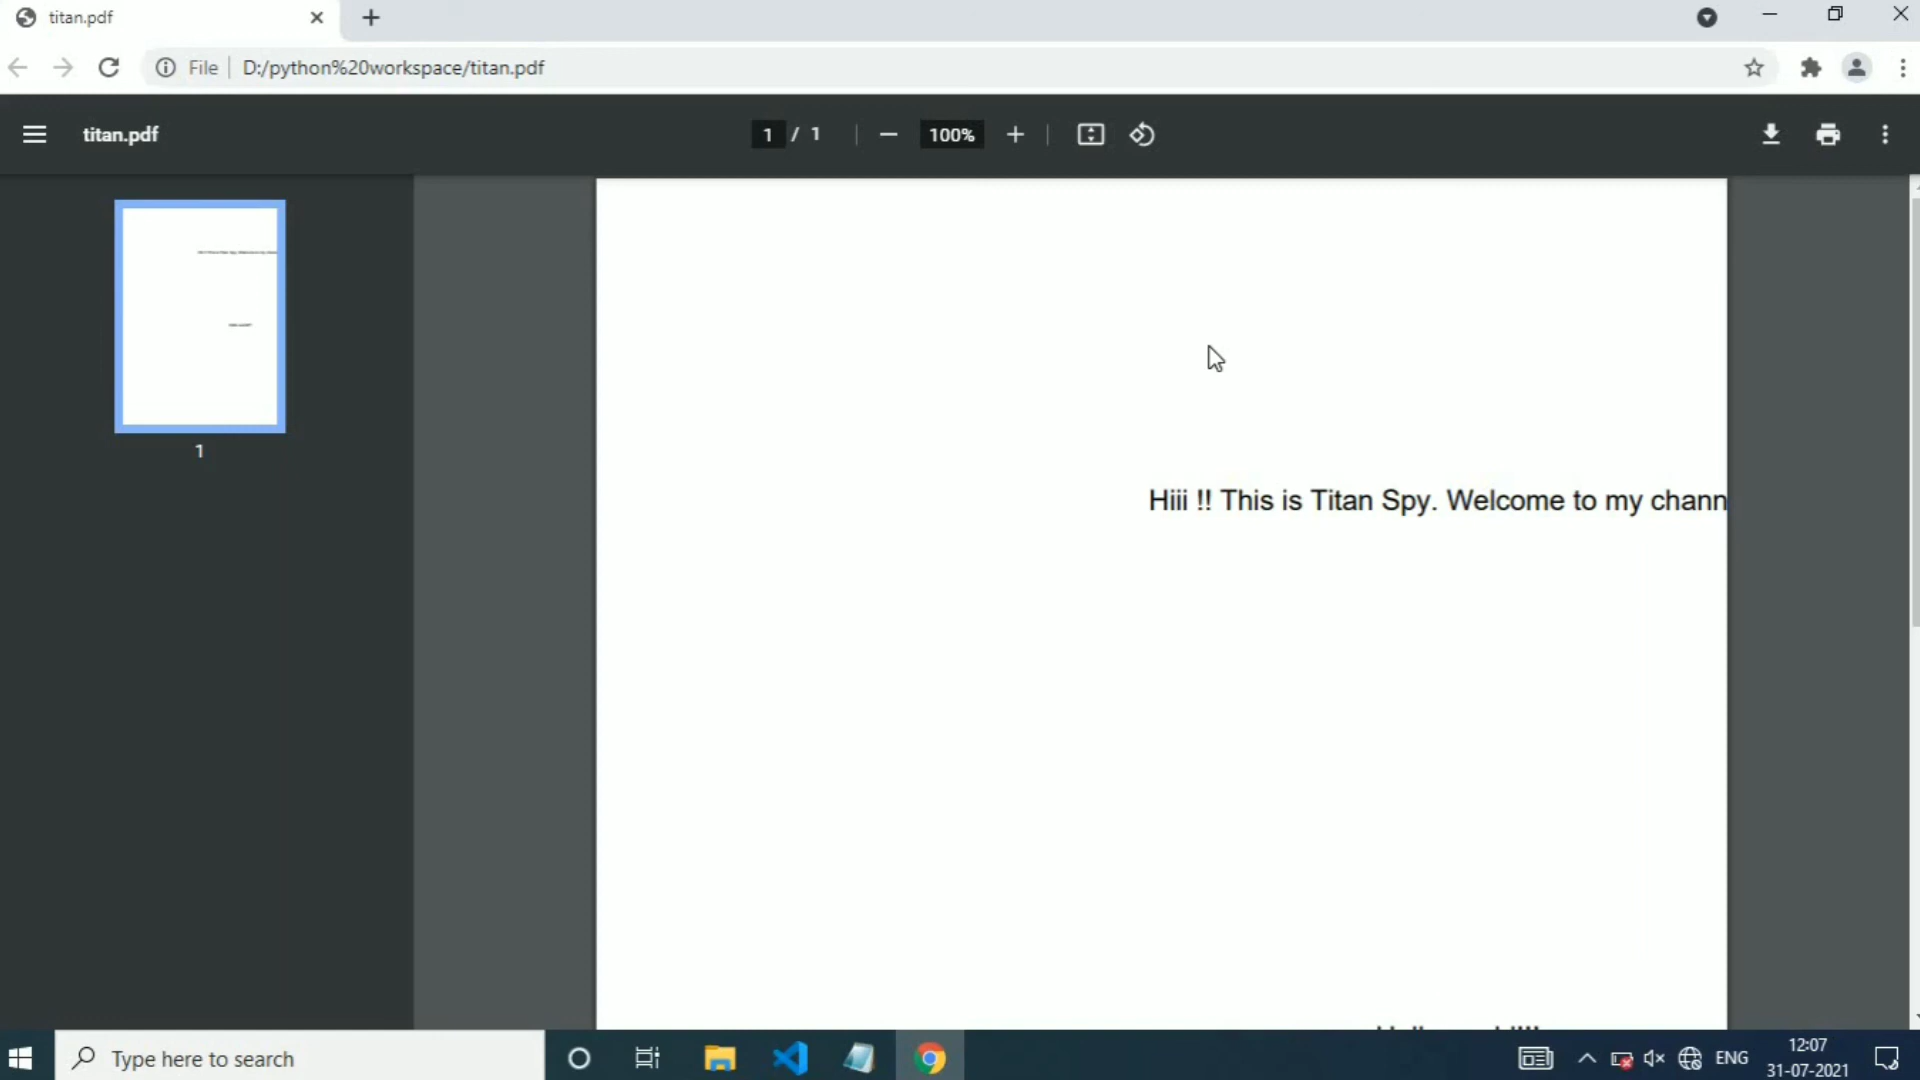 titan.pdf
File
D:/python%20workspace/titan.pdf
titan.pdf
1 / 1
100%
1
Hiii !! This is Titan Spy. Welcome to my chann
Type here to search
ENG
12:07
31-07-2021